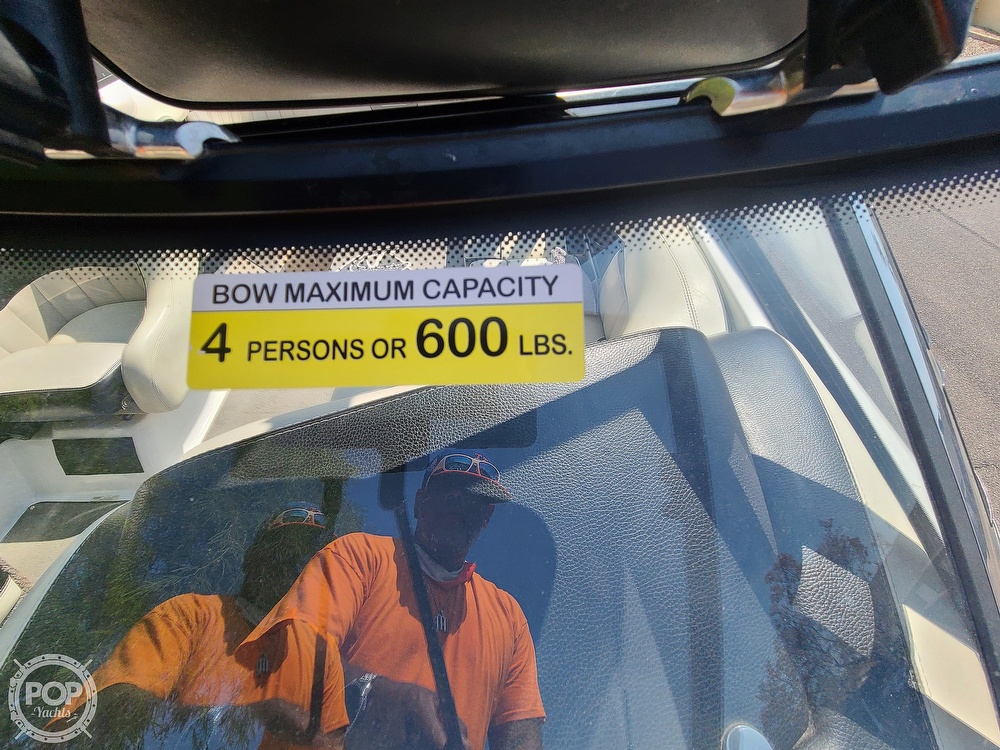 BOW MAXIMUM CAPACITY
4 PERSONS OR 600 LBS.
POP
Yachts